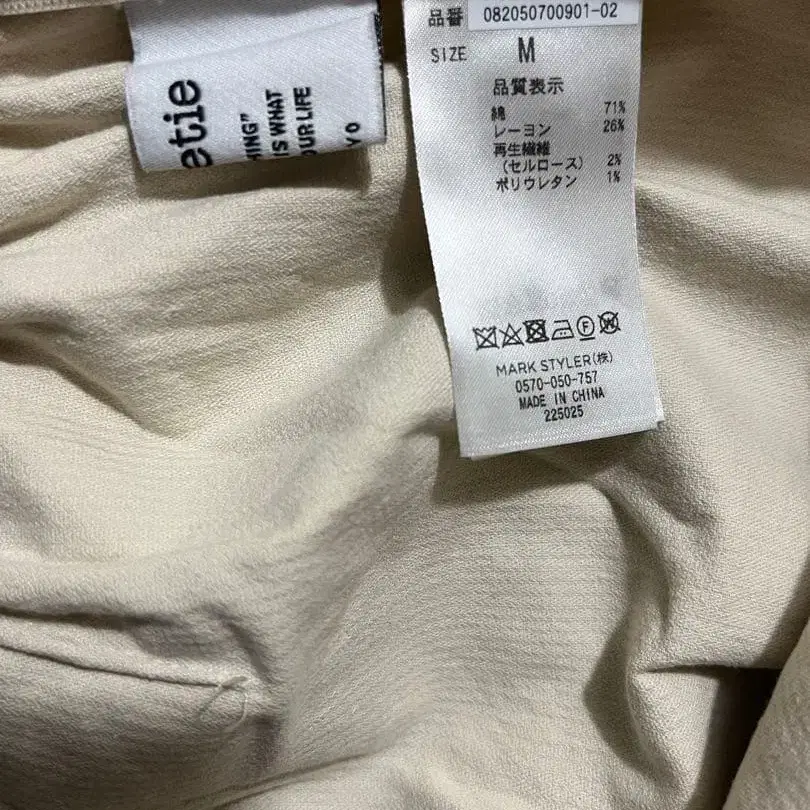 etie
HING"
IS WHAT
OUR LIFE
YO
品番 082050700901-02
SIZE M
品質表示
綿 71%
レーヨン 26%
再生繊維
(セルロース) 2%
ポリウレタン 1%
MARK STYLER(株)
0570-050-757
MADE IN CHINA
225025